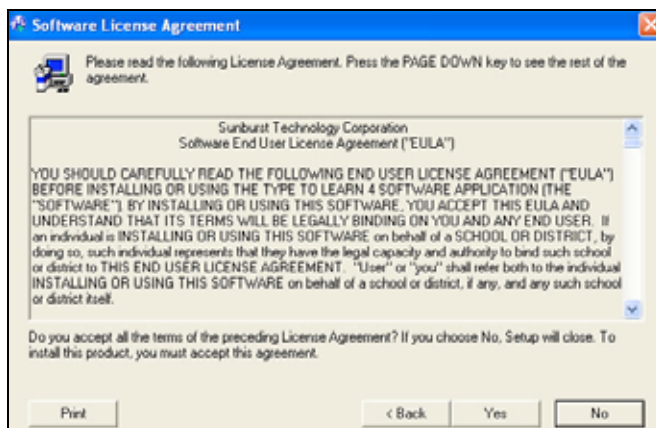 Software License Agreement
Please read the following License Agreement. Press the PAGE DOWN key to see the rest of the
agreement.
Sunburst Technology Corporation
Software End User License Agreement ("EULA")
YOU SHOULD CAREFULLY READ THE FOLLOWING END USER LICENSE AGREEMENT ("EULA")
BEFORE INSTALLING OR USING THE TYPE TO LEARN 4 SOFTWARE APPLICATION (THE
"SOFTWARE"). BY INSTALLING OR USING THIS SOFTWARE, YOU ACCEPT THIS EULA AND
UNDERSTAND THAT ITS TERMS WILL BE LEGALLY BINDING ON YOU AND ANY END USER. If
an individual is INSTALLING OR USING THIS SOFTWARE on behalf of a SCHOOL OR DISTRICT, by
doing so, such individual represents that they have the legal capacity and authority to bind such school
or district to THIS END USER LICENSE AGREEMENT. "User" or "you" shall refer both to the individual
INSTALLING OR USING THIS SOFTWARE on behalf of a school or district, if any, and any such school
or district itself.
Do you accept all the terms of the preceding License Agreement? If you choose No, Setup will close. To
install this product, you must accept this agreement.
Print
< Back
Yes
No